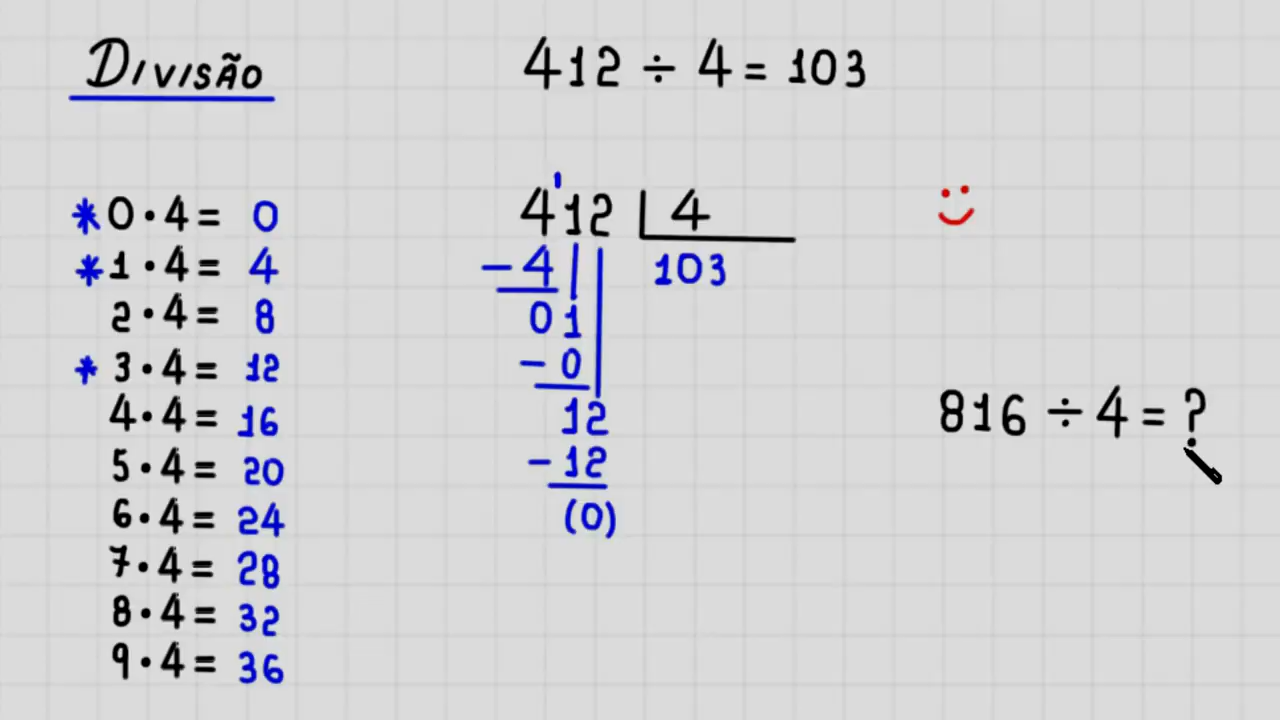 DIVISÃO
412 ÷ 4 = 103
* 0 · 4 = 0
* 1 · 4 = 4
2 · 4 = 8
* 3 · 4 = 12
4 · 4 = 16
5 · 4 = 20
6 · 4 = 24
7 · 4 = 28
8 · 4 = 32
9 · 4 = 36
4'12 | 4
- 4 103
01
- 0
12
- 12
(0)
816 ÷ 4 = ?